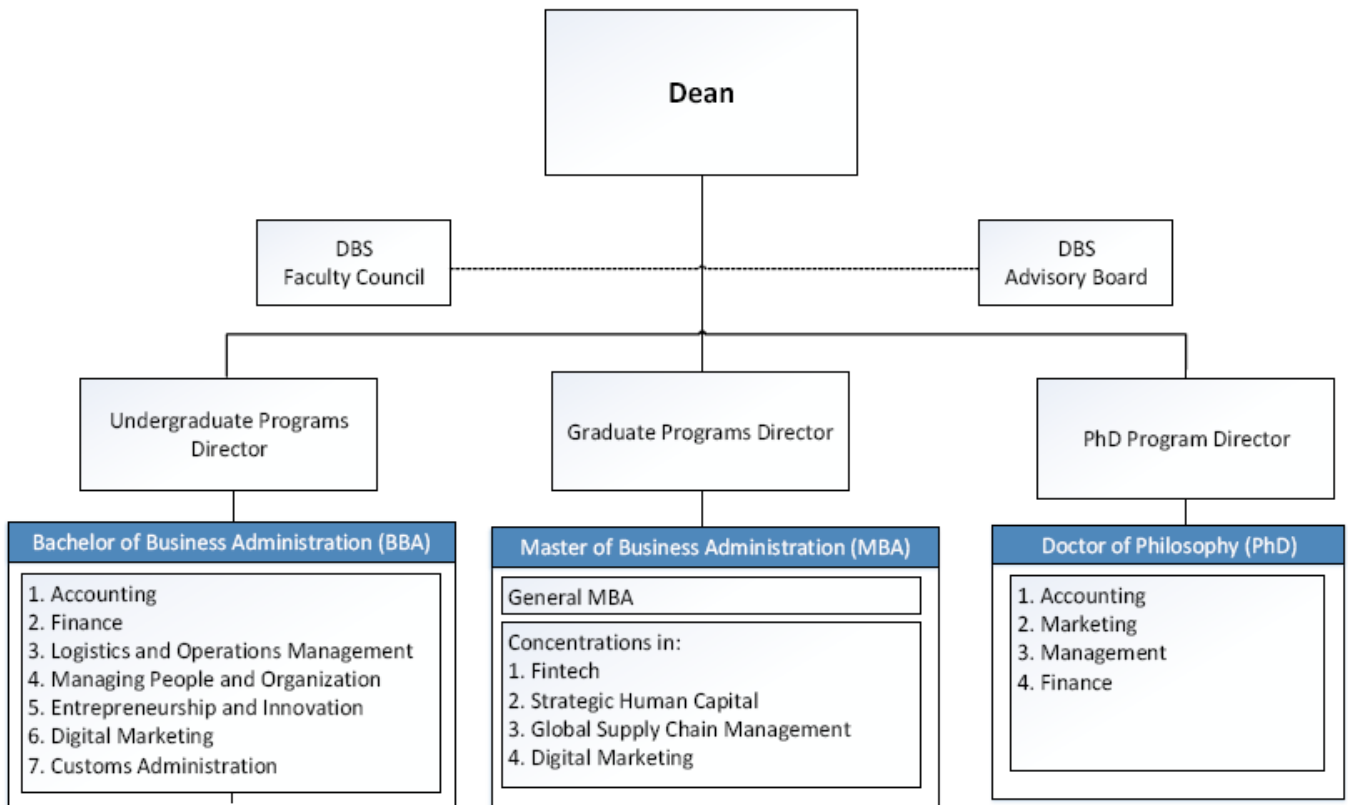 Dean
DBS
Faculty Council
DBS
Advisory Board
Undergraduate Programs
Director
Graduate Programs Director
PhD Program Director
Bachelor of Business Administration (BBA)
1. Accounting
2. Finance
3. Logistics and Operations Management
4. Managing People and Organization
5. Entrepreneurship and Innovation
6. Digital Marketing
7. Customs Administration
Master of Business Administration (MBA)
General MBA
Concentrations in:
1. Fintech
2. Strategic Human Capital
3. Global Supply Chain Management
4. Digital Marketing
Doctor of Philosophy (PhD)
1. Accounting
2. Marketing
3. Management
4. Finance